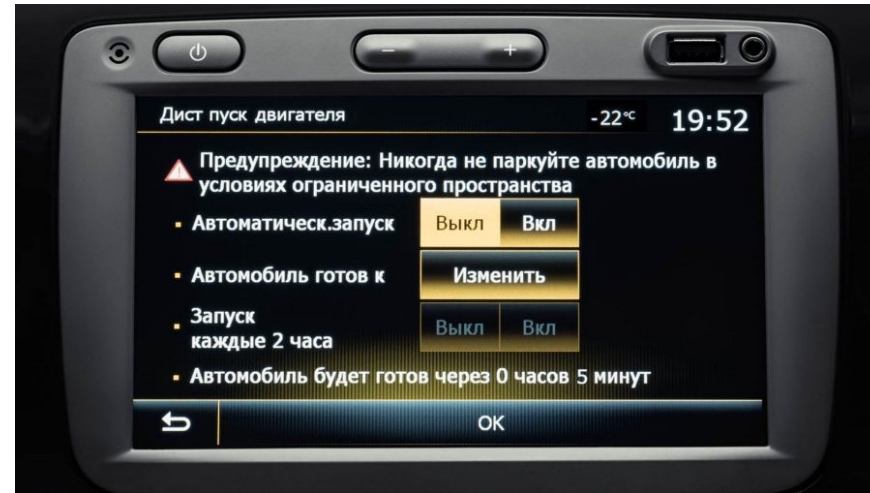 Дист пуск двигателя
-22°C
19:52
Предупреждение: Никогда не паркуйте автомобиль в
условиях ограниченного пространства
Автоматическ.запуск
Выкл
Вкл
Автомобиль готов к
Изменить
Запуск
каждые 2 часа
Выкл
Вкл
Автомобиль будет готов через 0 часов 5 минут
OK